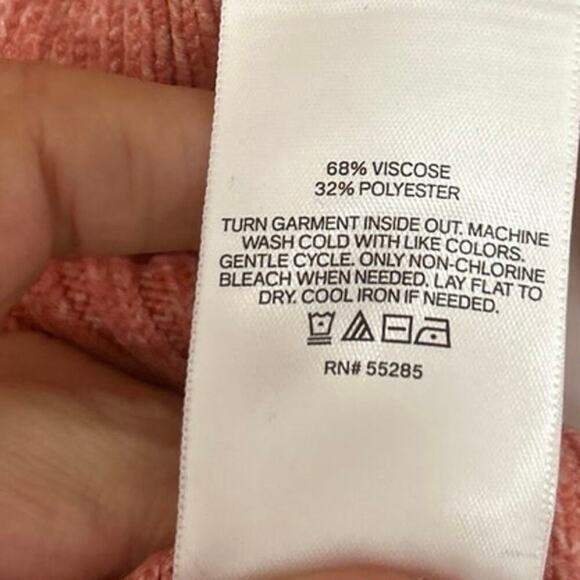 68% VISCOSE
32% POLYESTER
TURN GARMENT INSIDE OUT. MACHINE
WASH COLD WITH LIKE COLORS.
GENTLE CYCLE. ONLY NON-CHLORINE
BLEACH WHEN NEEDED. LAY FLAT TO
DRY. COOL IRON IF NEEDED.
RN# 55285